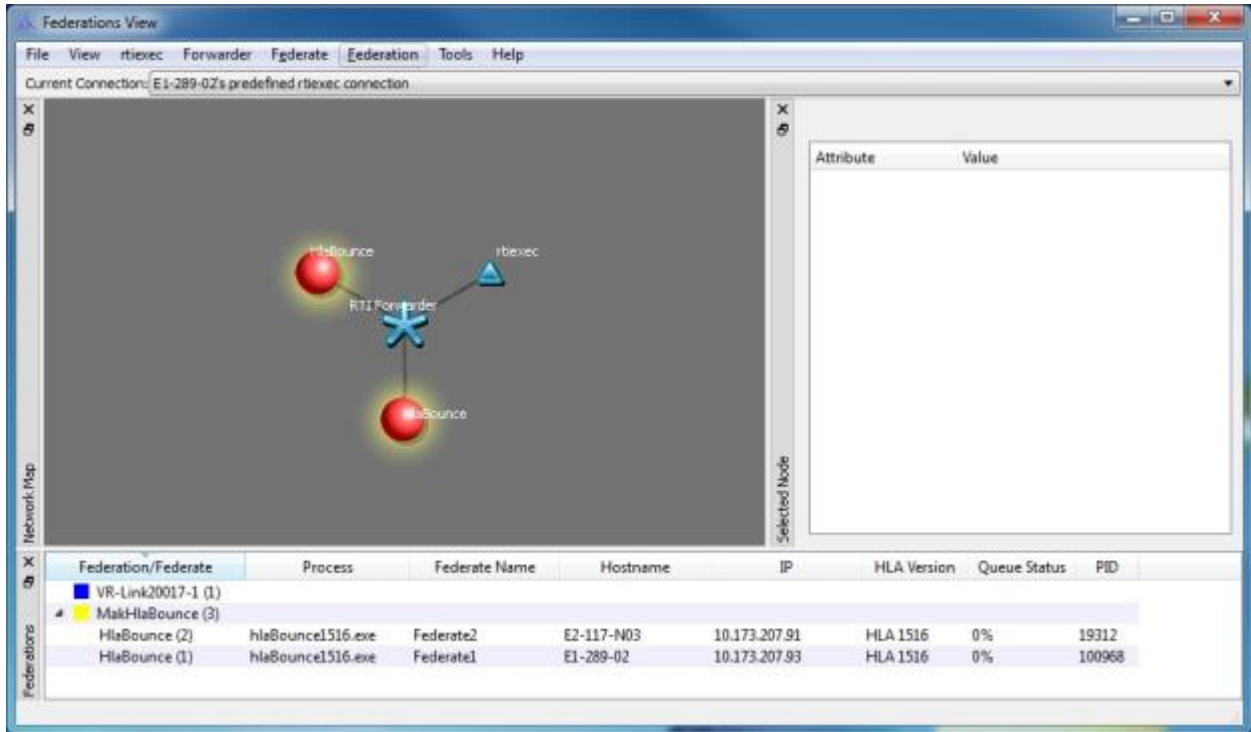 Federations View
File View rtiexec Forwarder Federate Federation Tools Help
Current Connection: E1-289-02's predefined rtiexec connection
HlaBounce
rtiexec
RTI Forwarder
HlaBounce
Network Map
Selected Node
Attribute Value
Federations
Federation/Federate Process Federate Name Hostname IP HLA Version Queue Status PID
VR-Link20017-1 (1)
MakHlaBounce (3)
HlaBounce (2) hlaBounce1516.exe Federate2 E2-117-N03 10.173.207.91 HLA 1516 0% 19312
HlaBounce (1) hlaBounce1516.exe Federate1 E1-289-02 10.173.207.93 HLA 1516 0% 100968